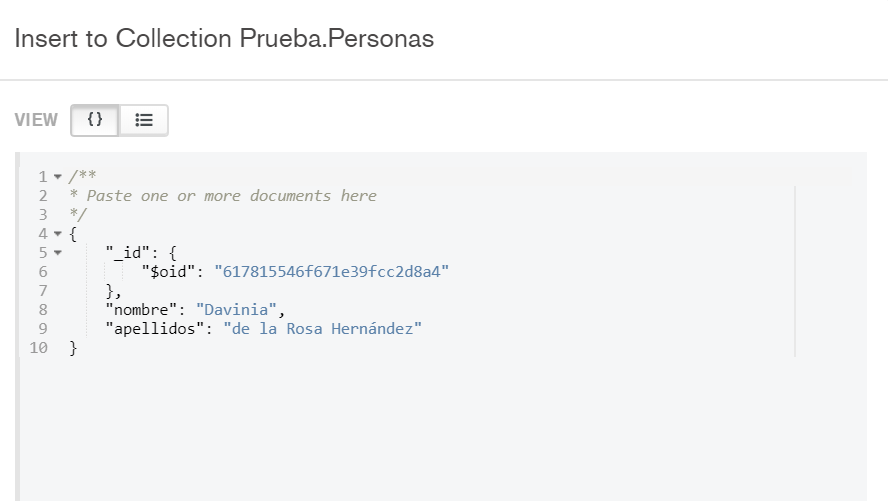 Insert to Collection Prueba.Personas
VIEW {}
1 /**
2 * Paste one or more documents here
3 */
4 {
5 "_id": {
6 "$oid": "617815546f671e39fcc2d8a4"
7 },
8 "nombre": "Davinia",
9 "apellidos": "de la Rosa Hernández"
10 }